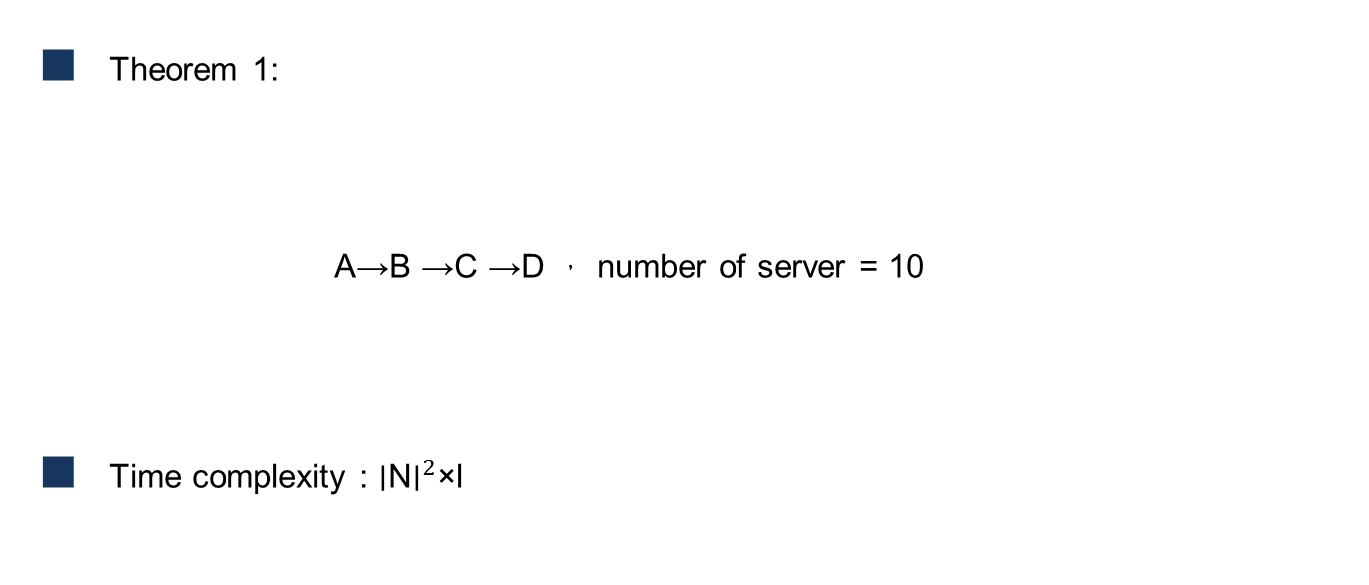 Theorem 1:
A→B →C →D , number of server = 10
Time complexity : |N|²×l